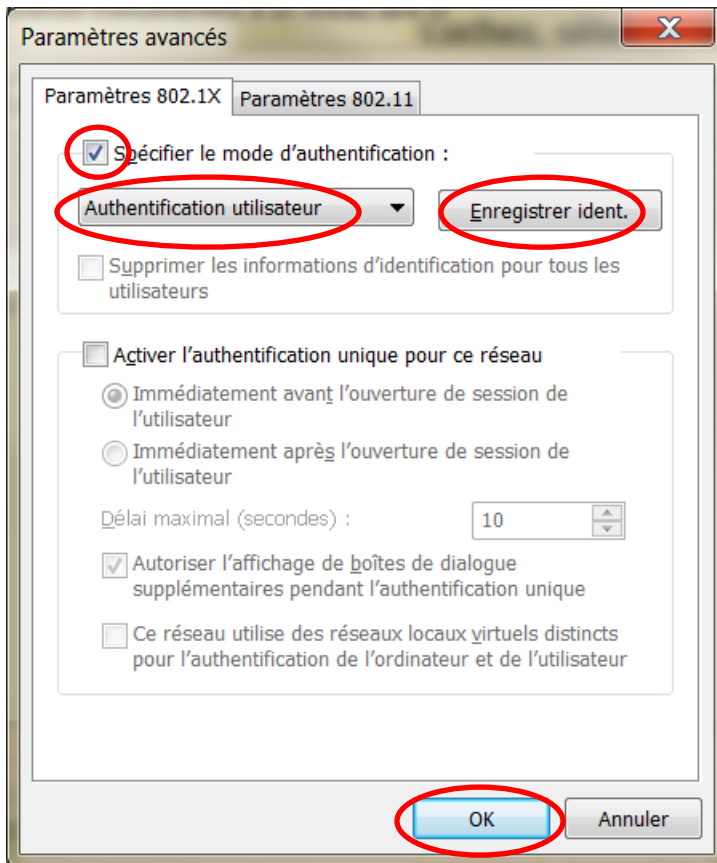 Paramètres avancés
Paramètres 802.1X
Paramètres 802.11
Spécifier le mode d'authentification :
Authentification utilisateur
Enregistrer ident.
Supprimer les informations d'identification pour tous les
utilisateurs
Activer l'authentification unique pour ce réseau
Immédiatement avant l'ouverture de session de
l'utilisateur
Immédiatement après l'ouverture de session de
l'utilisateur
Délai maximal (secondes) :
10
Autoriser l'affichage de boîtes de dialogue
supplémentaires pendant l'authentification unique
Ce réseau utilise des réseaux locaux virtuels distincts
pour l'authentification de l'ordinateur et de l'utilisateur
OK
Annuler